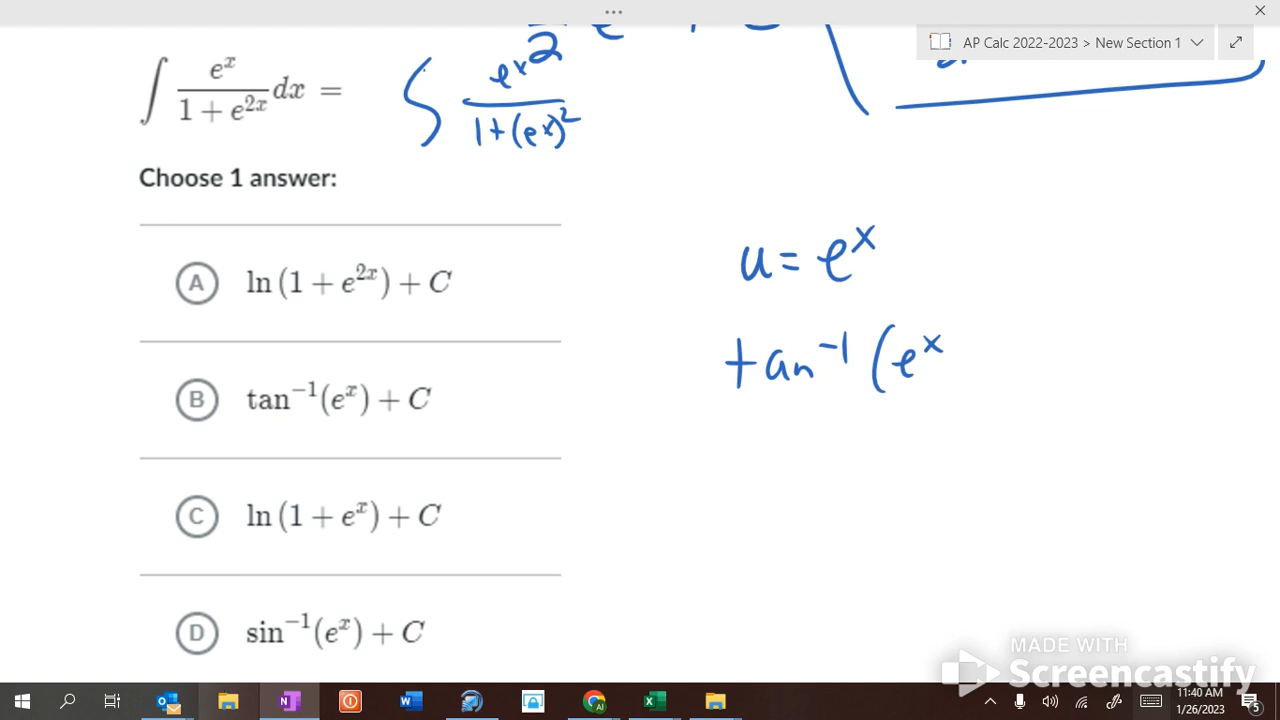 AP Calc 2022-2023 > New Section 1
∫ e^x / (1 + e^{2x}) dx =
∫ e^x / 1+(e^x)^2
Choose 1 answer:
u = e^x
tan^{-1} (e^x
A ln (1 + e^{2x}) + C
B tan^{-1}(e^x) + C
C ln (1 + e^x) + C
D sin^{-1}(e^x) + C
MADE WITH
Screencastify
11:40 AM
1/26/2023
5